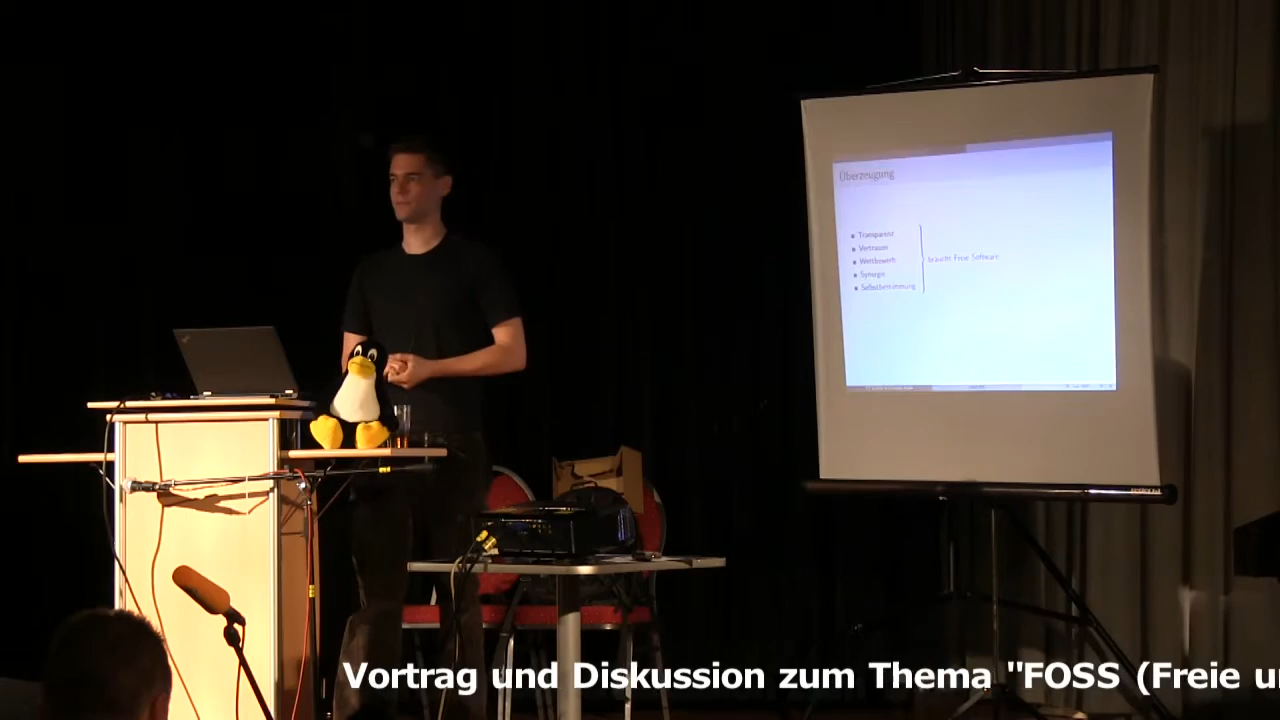 Überzeugung
Transparenz
Vertrauen
Wettbewerb
Synergie
Selbstbestimmung
braucht Freie Software
Vortrag und Diskussion zum Thema "FOSS (Freie u